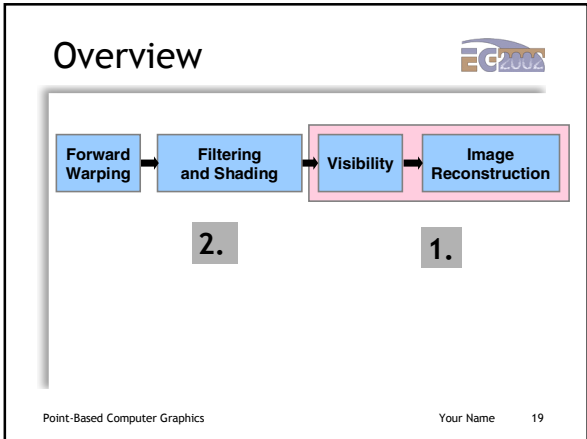 Overview
EG2002
Forward
Warping
Filtering
and Shading
Visibility
Image
Reconstruction
2.
1.
Point-Based Computer Graphics
Your Name
19